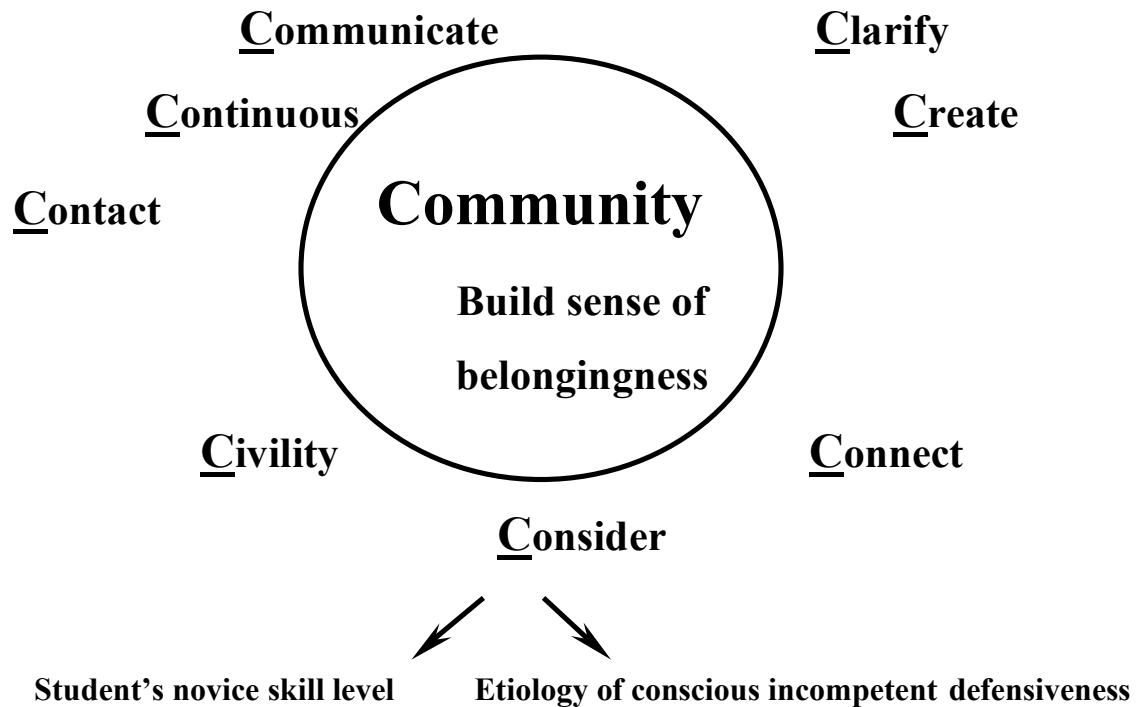 Communicate
Clarify
Continuous
Create
Contact
Community
Build sense of
belongingness
Civility
Connect
Consider
Student’s novice skill level
Etiology of conscious incompetent defensiveness